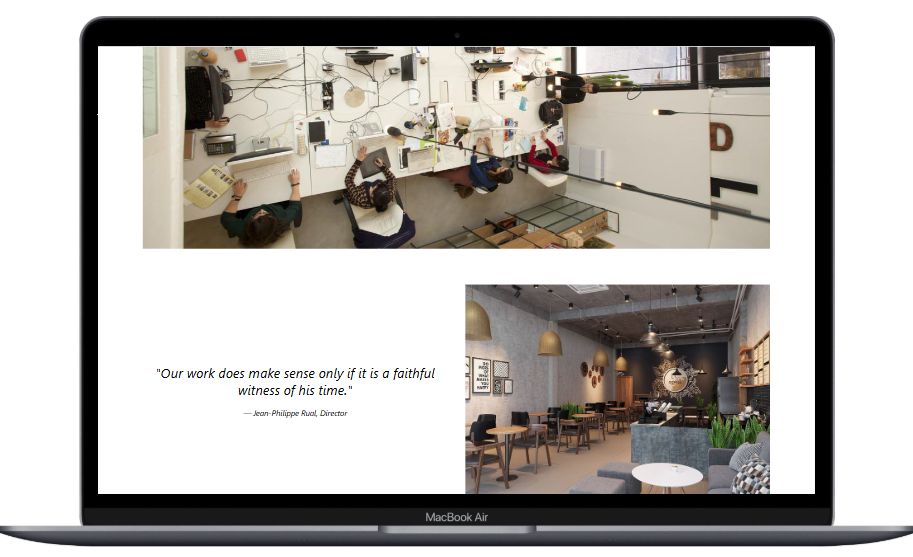 "Our work does make sense only if it is a faithful
witness of his time."
— Jean-Philippe Rual, Director
MacBook Air